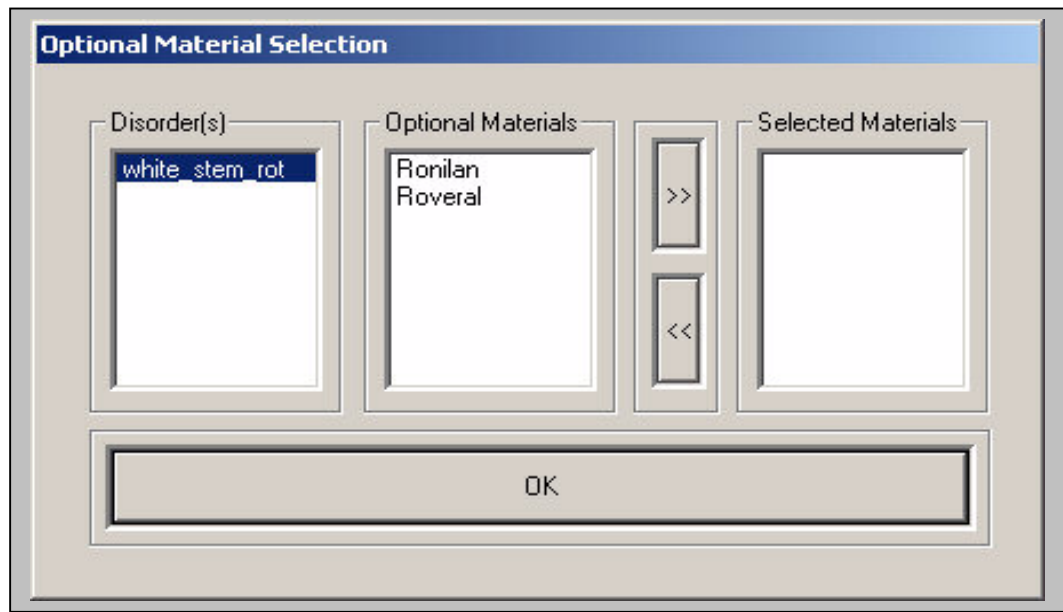 Optional Material Selection
Disorder(s)
white_stem_rot
Optional Materials
Ronilan
Roveral
>>
<<
Selected Materials
OK